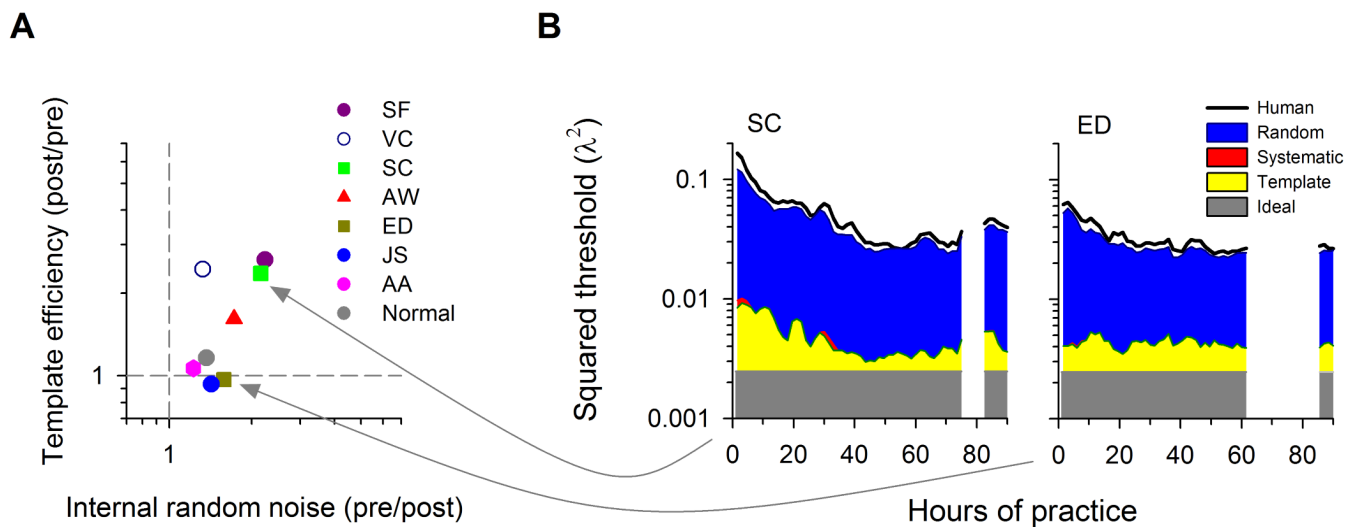 A
Template efficiency (post/pre)
1
1
Internal random noise (pre/post)
SF
VC
SC
AW
ED
JS
AA
Normal
B
Squared threshold (λ²)
0.1
0.01
0.001
SC
0 20 40 60 80
ED
0 20 40 60 80
Hours of practice
Human
Random
Systematic
Template
Ideal